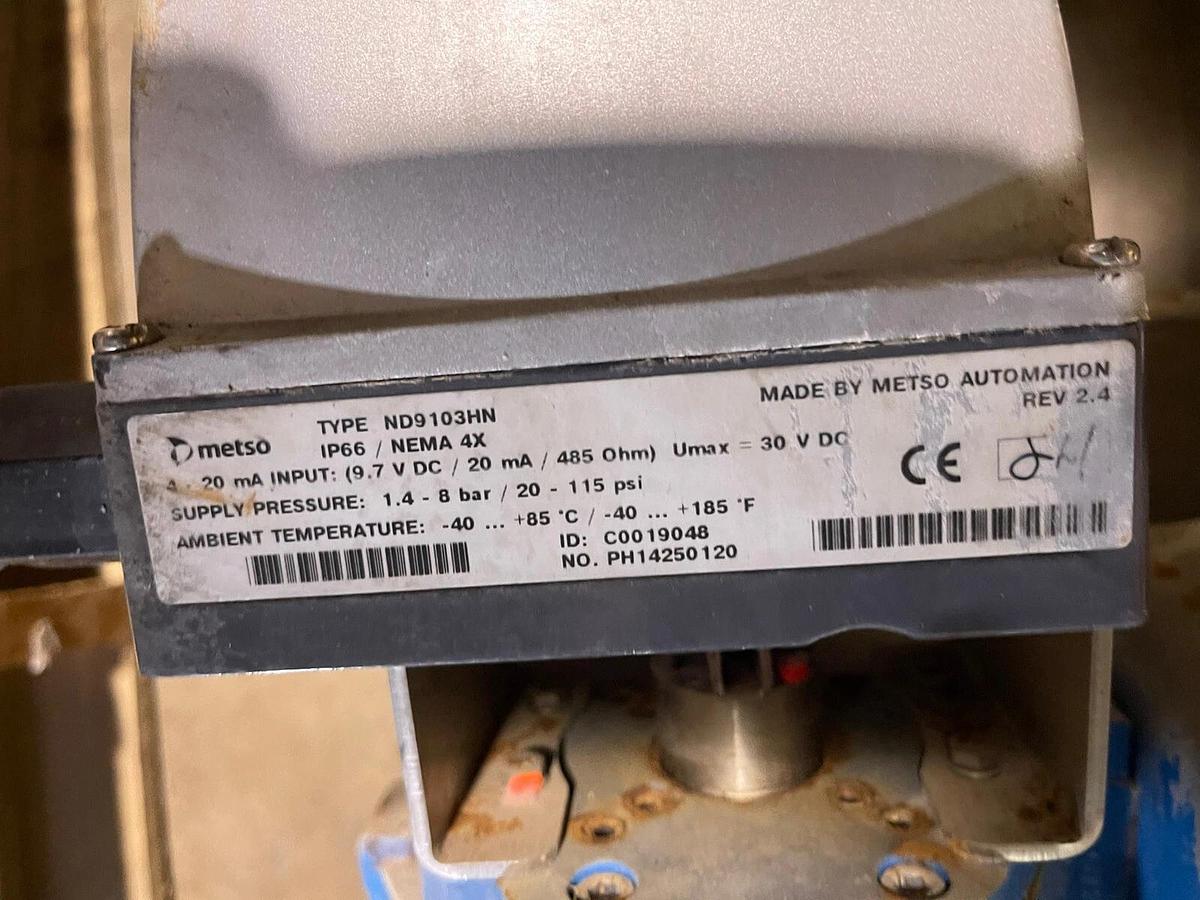 metso
TYPE ND9103HN
IP66 / NEMA 4X
4 - 20 mA INPUT: (9.7 V DC / 20 mA / 485 Ohm) Umax = 30 V DC
SUPPLY PRESSURE: 1.4 - 8 bar / 20 - 115 psi
AMBIENT TEMPERATURE: -40 ... +85 °C / -40 ... +185 °F
ID: C0019048
NO. PH14250120
MADE BY METSO AUTOMATION
REV 2.4
CE